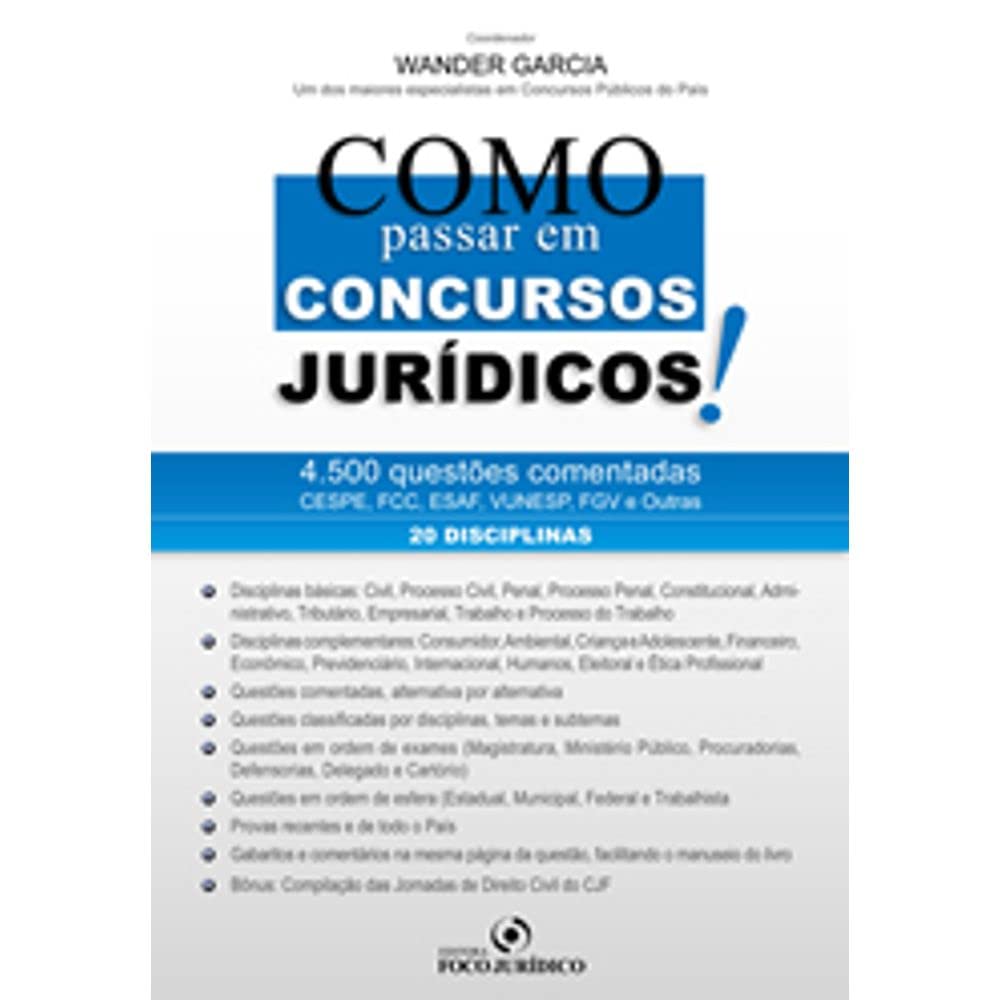 Coordenador
WANDER GARCIA
Um dos maiores especialistas em Concursos Públicos do País
COMO
passar em
CONCURSOS
JURÍDICOS!
4.500 questões comentadas
CESPE, FCC, ESAF, VUNESP, FGV e Outras
20 DISCIPLINAS
Disciplinas básicas: Civil, Processo Civil, Penal, Processo Penal, Constitucional, Admi-
nistrativo, Tributário, Empresarial, Trabalho e Processo do Trabalho
Disciplinas complementares: Consumidor, Ambiental, Criança e Adolescente, Financeiro,
Econômico, Previdenciário, Internacional, Humanos, Eleitoral e Ética Profissional
Questões comentadas, alternativa por alternativa
Questões classificadas por disciplinas, temas e subtemas
Questões em ordem de exames (Magistratura, Ministério Público, Procuradorias,
Defensorias, Delegado e Cartório)
Questões em ordem de esfera (Estadual, Municipal, Federal e Trabalhista
Provas recentes e de todo o País
Gabaritos e comentários na mesma página da questão, facilitando o manuseio do livro
Bônus: Compilação das Jornadas de Direito Civil do CJF
EDITORA
FOCO JURÍDICO